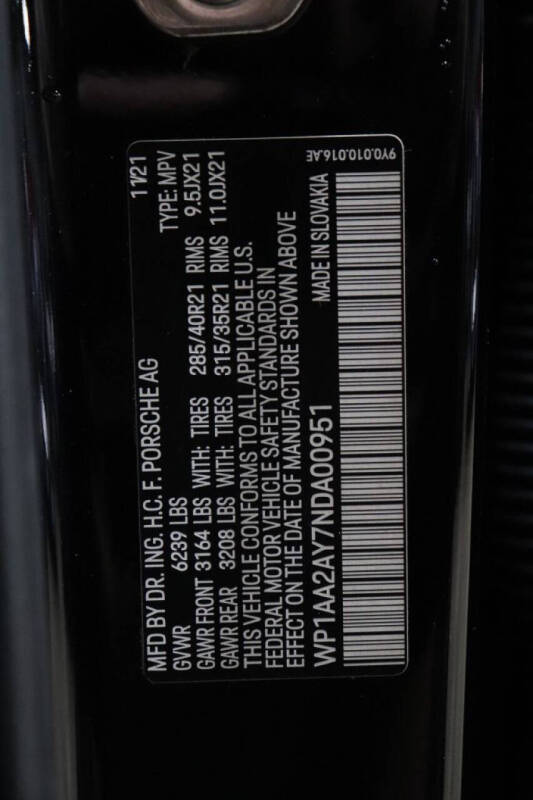 MFD BY DR. ING. H.C. F. PORSCHE AG 11/21
GVWR 6239 LBS TYPE: MPV
GAWR FRONT 3164 LBS WITH: TIRES 285/40R21 RIMS 9.5JX21
GAWR REAR 3208 LBS WITH: TIRES 315/35R21 RIMS 11.0JX21
THIS VEHICLE CONFORMS TO ALL APPLICABLE U.S.
FEDERAL MOTOR VEHICLE SAFETY STANDARDS IN
EFFECT ON THE DATE OF MANUFACTURE SHOWN ABOVE
WP1AA2AY7NDA00951 MADE IN SLOVAKIA
9Y0.010.016.AE